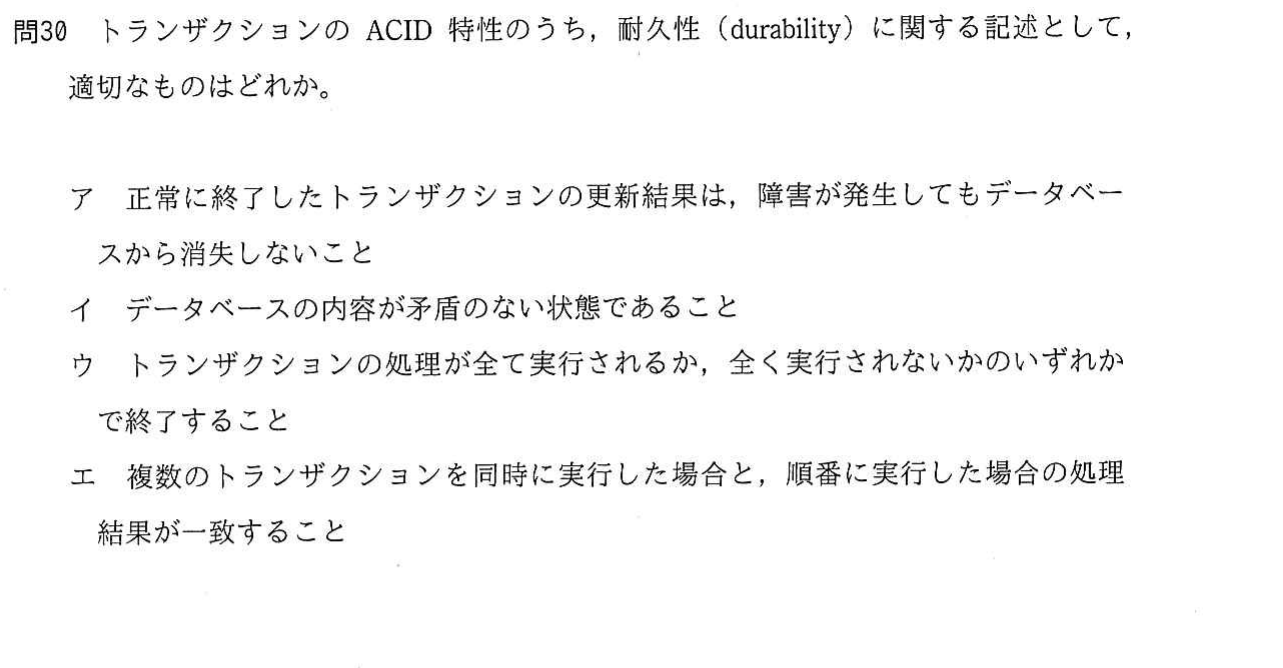 問30 トランザクションの ACID 特性のうち，耐久性（durability）に関する記述として，
適切なものはどれか。
ア 正常に終了したトランザクションの更新結果は，障害が発生してもデータベー
スから消失しないこと
イ データベースの内容が矛盾のない状態であること
ウ トランザクションの処理が全て実行されるか，全く実行されないかのいずれか
で終了すること
エ 複数のトランザクションを同時に実行した場合と，順番に実行した場合の処理
結果が一致すること